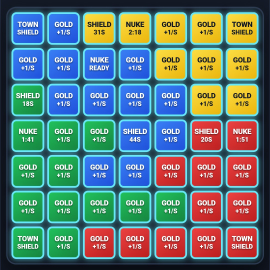 TOWN GOLD SHIELD NUKE GOLD GOLD TOWN
SHIELD +1/S 31S 2:18 +1/S +1/S SHIELD
GOLD GOLD NUKE GOLD GOLD GOLD GOLD
+1/S +1/S READY +1/S +1/S +1/S +1/S
SHIELD GOLD GOLD GOLD GOLD GOLD GOLD
18S +1/S +1/S +1/S +1/S +1/S +1/S
NUKE GOLD GOLD SHIELD GOLD SHIELD NUKE
1:41 +1/S +1/S 44S +1/S 20S 1:51
GOLD GOLD GOLD GOLD GOLD GOLD GOLD
+1/S +1/S +1/S +1/S +1/S +1/S +1/S
GOLD GOLD GOLD GOLD GOLD GOLD GOLD
+1/S +1/S +1/S +1/S +1/S +1/S +1/S
TOWN GOLD GOLD GOLD GOLD GOLD TOWN
SHIELD +1/S +1/S +1/S +1/S +1/S SHIELD